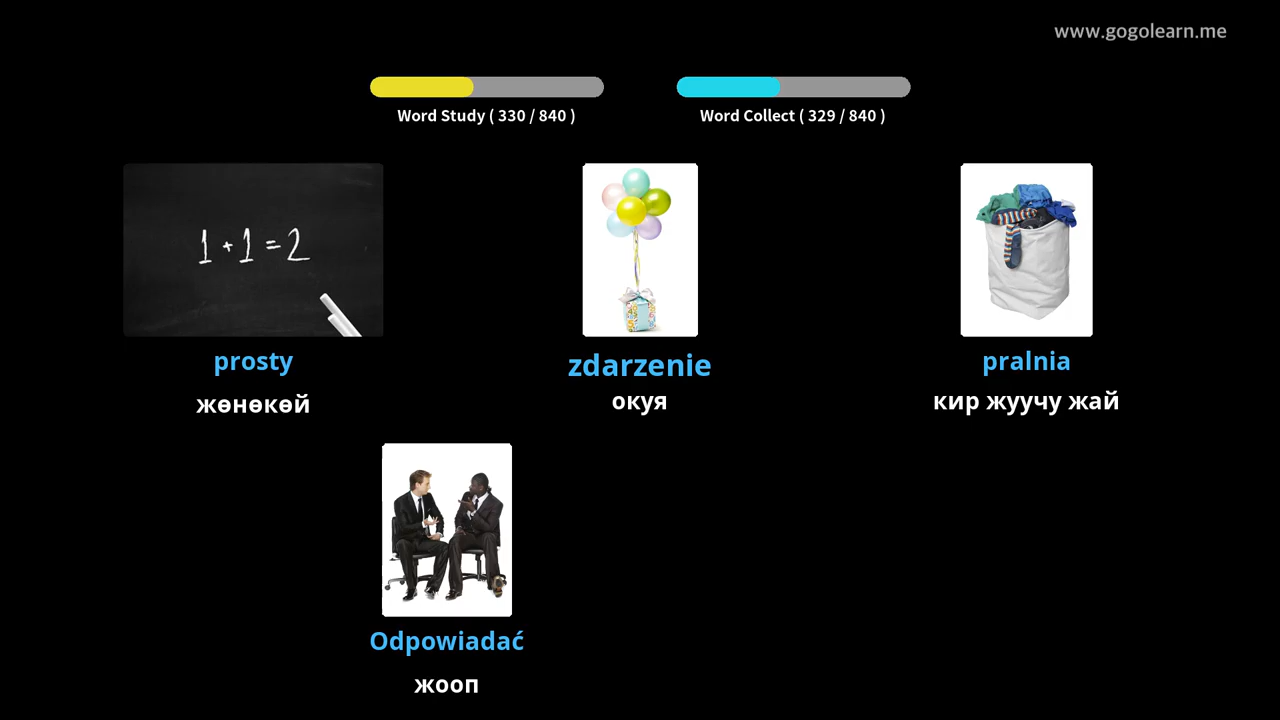 www.gogolearn.me
Word Study ( 330 / 840 )
Word Collect ( 329 / 840 )
1 + 1 = 2
prosty
жөнөкөй
zdarzenie
окуя
pralnia
кир жуучу жай
Odpowiadać
жооп